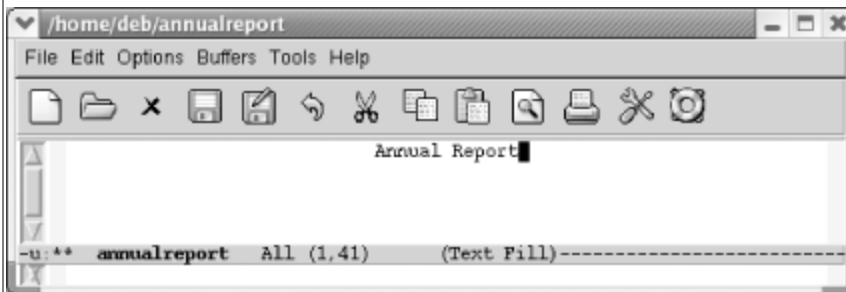 /home/deb/annualreport
File Edit Options Buffers Tools Help
Annual Report
-u:** annualreport All (1,41) (Text Fill)-------------------------